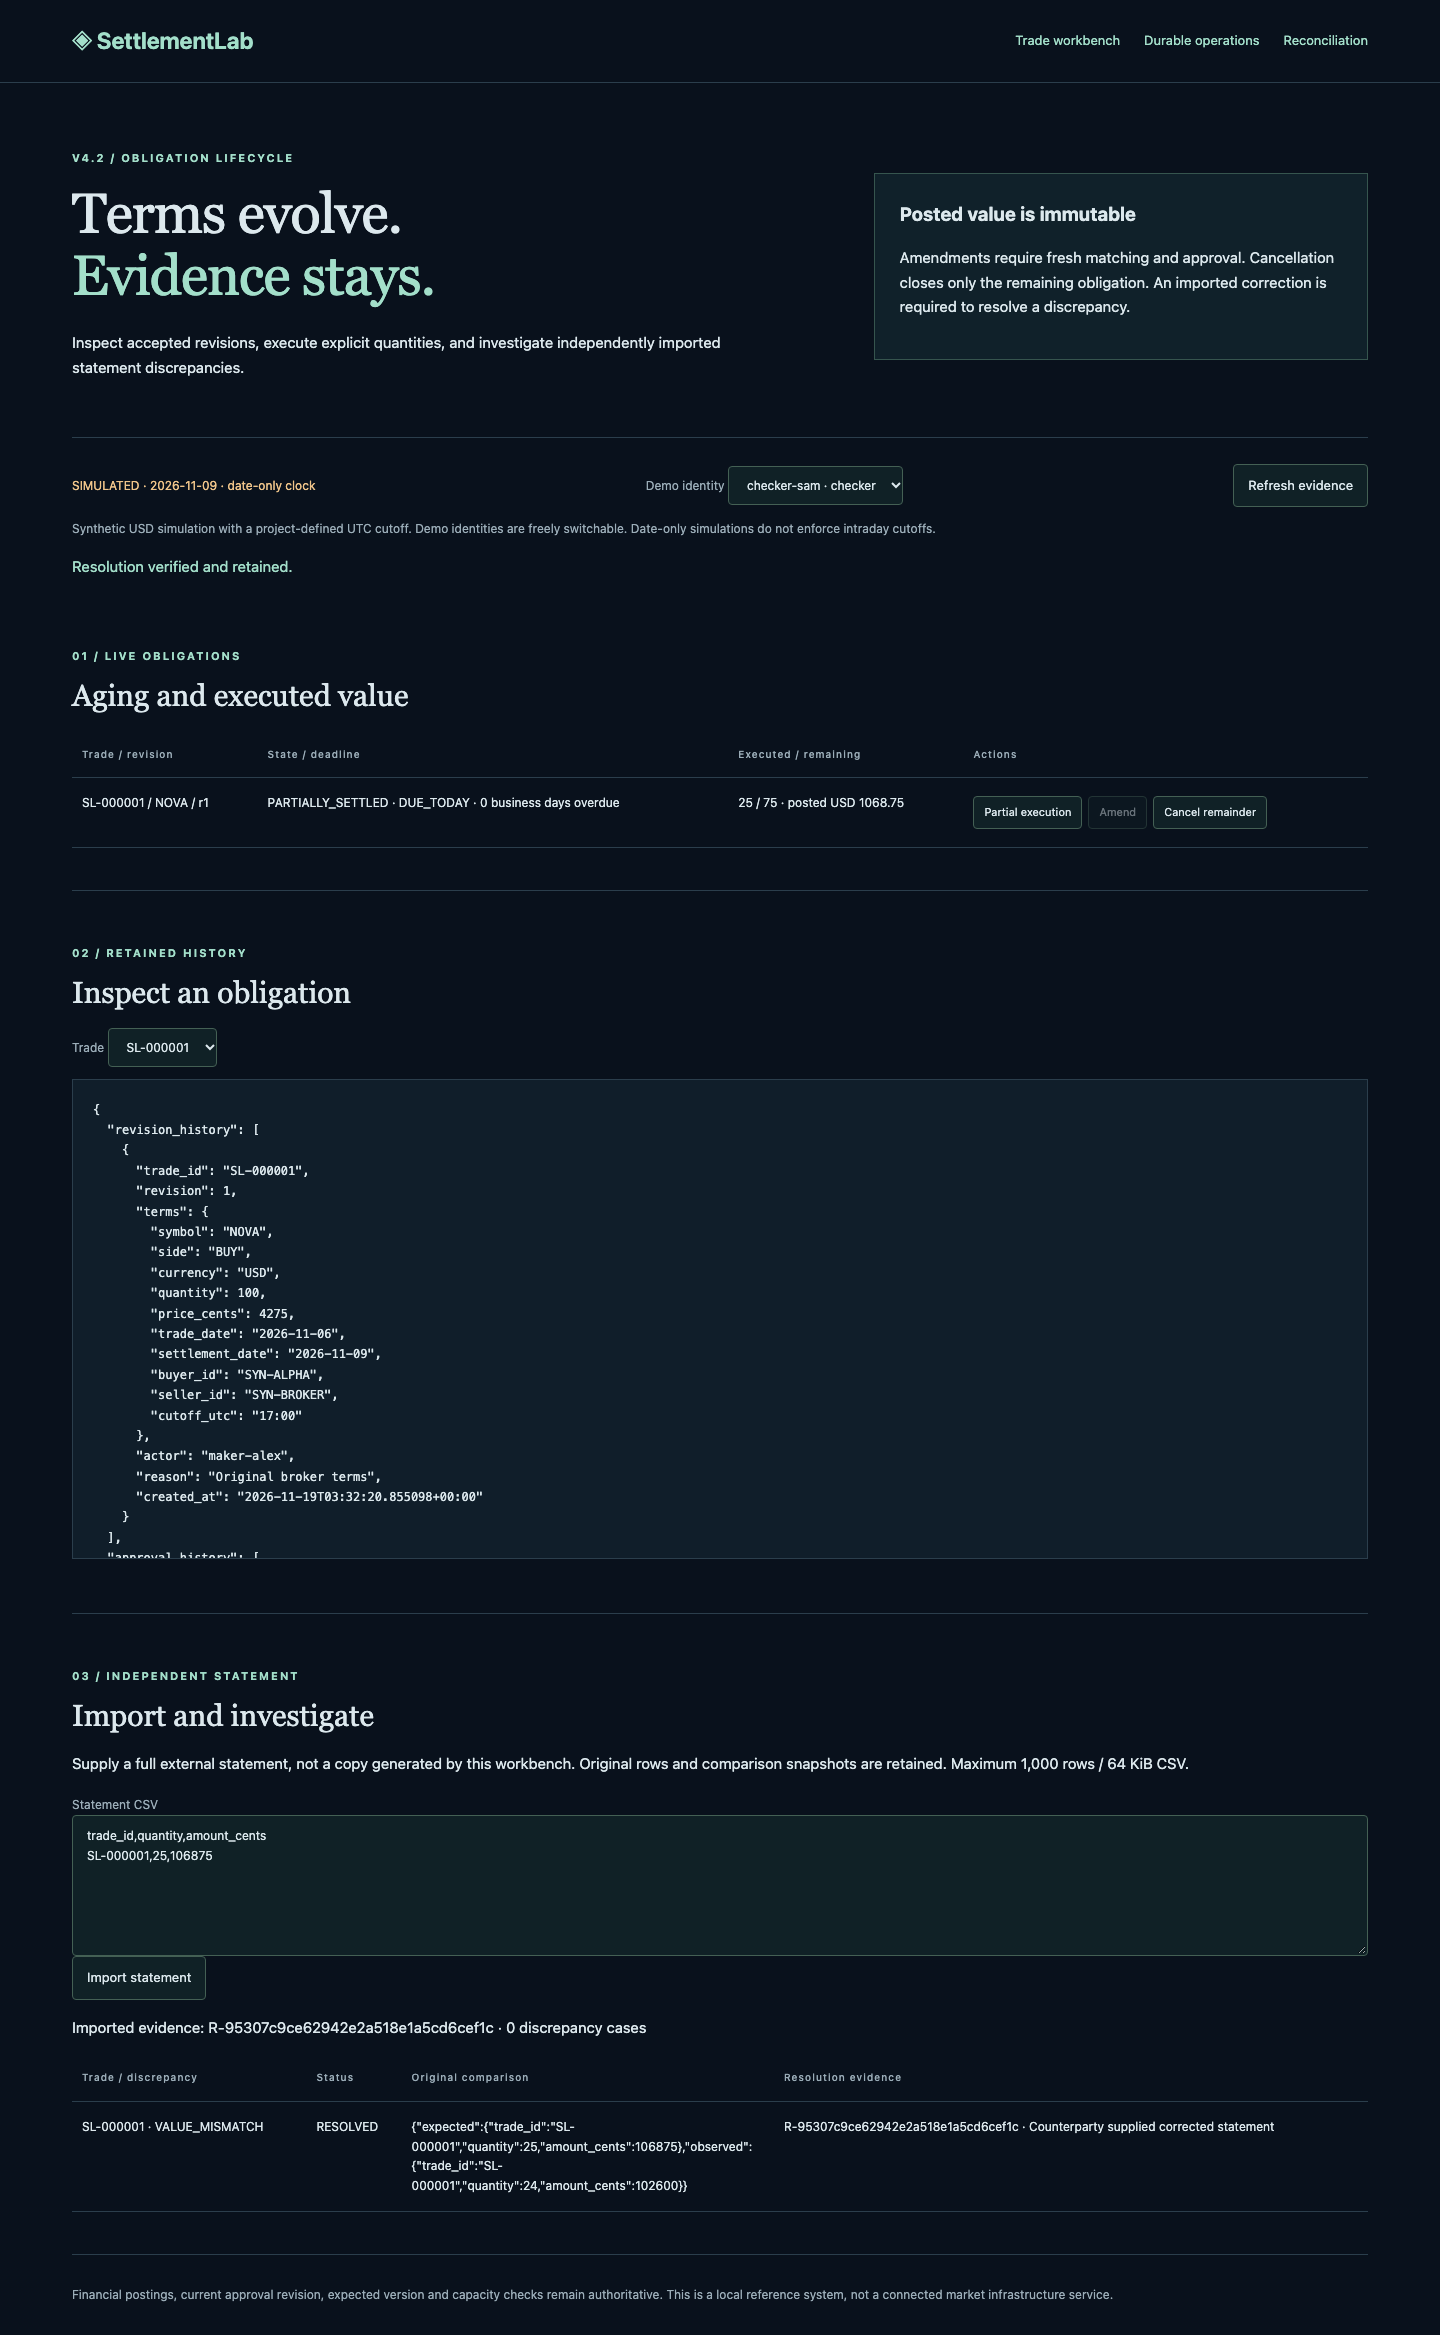 ◈ SettlementLab
Trade workbench Durable operations Reconciliation
V4.2 / OBLIGATION LIFECYCLE
Terms evolve.
Evidence stays.
Inspect accepted revisions, execute explicit quantities, and investigate independently imported
statement discrepancies.
Posted value is immutable
Amendments require fresh matching and approval. Cancellation
closes only the remaining obligation. An imported correction is
required to resolve a discrepancy.
SIMULATED · 2026-11-09 · date-only clock
Demo identity checker-sam · checker
Refresh evidence
Synthetic USD simulation with a project-defined UTC cutoff. Demo identities are freely switchable. Date-only simulations do not enforce intraday cutoffs.
Resolution verified and retained.
01 / LIVE OBLIGATIONS
Aging and executed value
Trade / revision State / deadline Executed / remaining Actions
SL-000001 / NOVA / r1 PARTIALLY_SETTLED · DUE_TODAY · 0 business days overdue 25 / 75 · posted USD 1068.75 Partial execution Amend Cancel remainder
02 / RETAINED HISTORY
Inspect an obligation
Trade SL-000001
{
"revision_history": [
{
"trade_id": "SL-000001",
"revision": 1,
"terms": {
"symbol": "NOVA",
"side": "BUY",
"currency": "USD",
"quantity": 100,
"price_cents": 4275,
"trade_date": "2026-11-06",
"settlement_date": "2026-11-09",
"buyer_id": "SYN-ALPHA",
"seller_id": "SYN-BROKER",
"cutoff_utc": "17:00"
},
"actor": "maker-alex",
"reason": "Original broker terms",
"created_at": "2026-11-19T03:32:20.855098+00:00"
}
],
"approval_history": [
03 / INDEPENDENT STATEMENT
Import and investigate
Supply a full external statement, not a copy generated by this workbench. Original rows and comparison snapshots are retained. Maximum 1,000 rows / 64 KiB CSV.
Statement CSV
trade_id,quantity,amount_cents
SL-000001,25,106875
Import statement
Imported evidence: R-95307c9ce62942e2a518e1a5cd6cef1c · 0 discrepancy cases
Trade / discrepancy Status Original comparison Resolution evidence
SL-000001 · VALUE_MISMATCH RESOLVED {"expected":{"trade_id":"SL- R-95307c9ce62942e2a518e1a5cd6cef1c · Counterparty supplied corrected statement
000001","quantity":25,"amount_cents":106875},"observed":
{"trade_id":"SL-
000001","quantity":24,"amount_cents":102600}}
Financial postings, current approval revision, expected version and capacity checks remain authoritative. This is a local reference system, not a connected market infrastructure service.